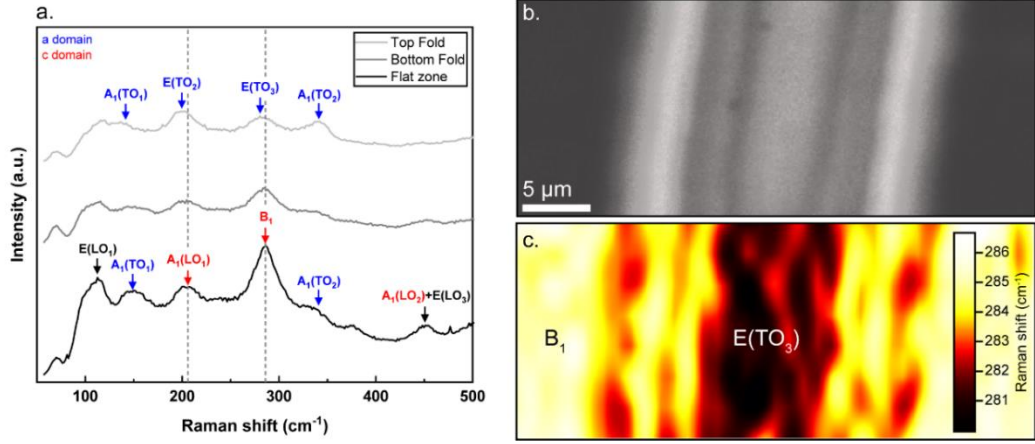 a.
a domain
c domain
Top Fold
Bottom Fold
Flat zone
A₁(TO₁)
E(TO₂)
E(TO₃)
A₁(TO₂)
B₁
E(LO₁)
A₁(TO₁)
A₁(LO₁)
A₁(TO₂)
A₁(LO₂)+E(LO₃)
Intensity (a.u.)
100 200 300 400 500
Raman shift (cm⁻¹)
b.
5 µm
c.
B₁
E(TO₃)
286
285
284
283
282
281
Raman shift (cm⁻¹)